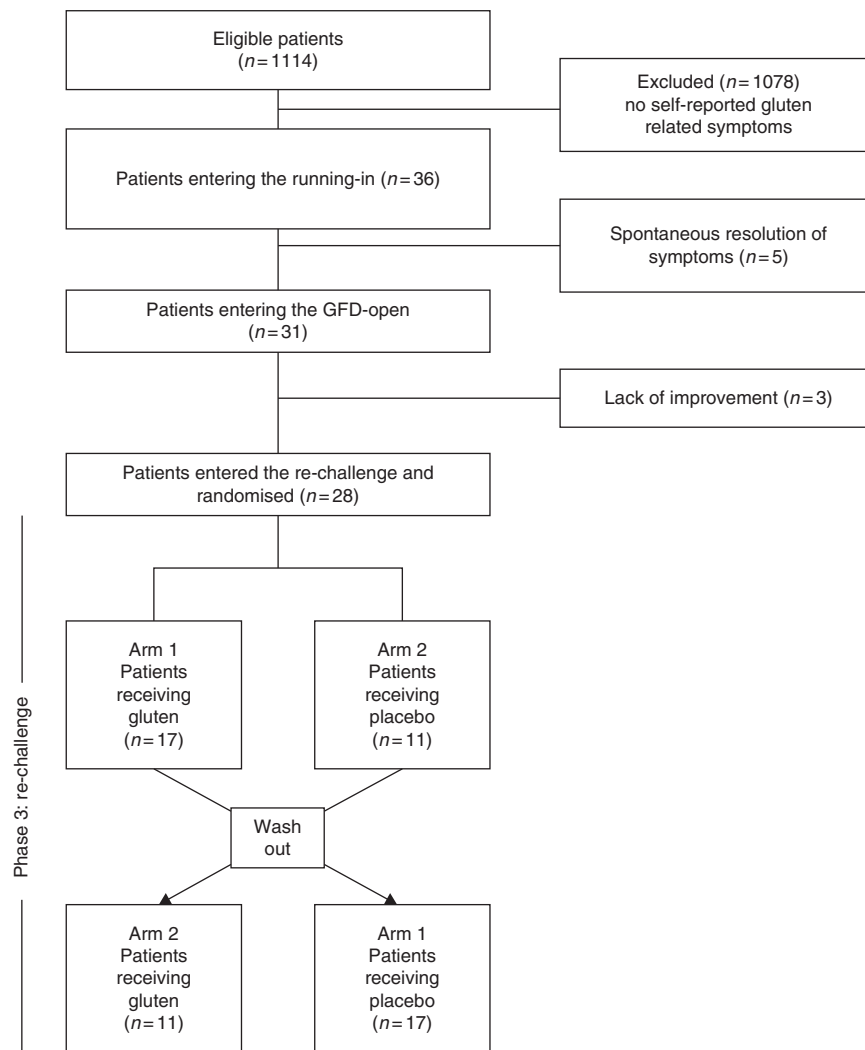 Eligible patients
(n=1114)
Excluded (n=1078)
no self-reported gluten
related symptoms
Patients entering the running-in (n=36)
Spontaneous resolution of
symptoms (n=5)
Patients entering the GFD-open
(n=31)
Lack of improvement (n=3)
Patients entered the re-challenge and
randomised (n=28)
Phase 3: re-challenge
Arm 1
Patients
receiving
gluten
(n=17)
Arm 2
Patients
receiving
placebo
(n=11)
Wash
out
Arm 2
Patients
receiving
gluten
(n=11)
Arm 1
Patients
receiving
placebo
(n=17)